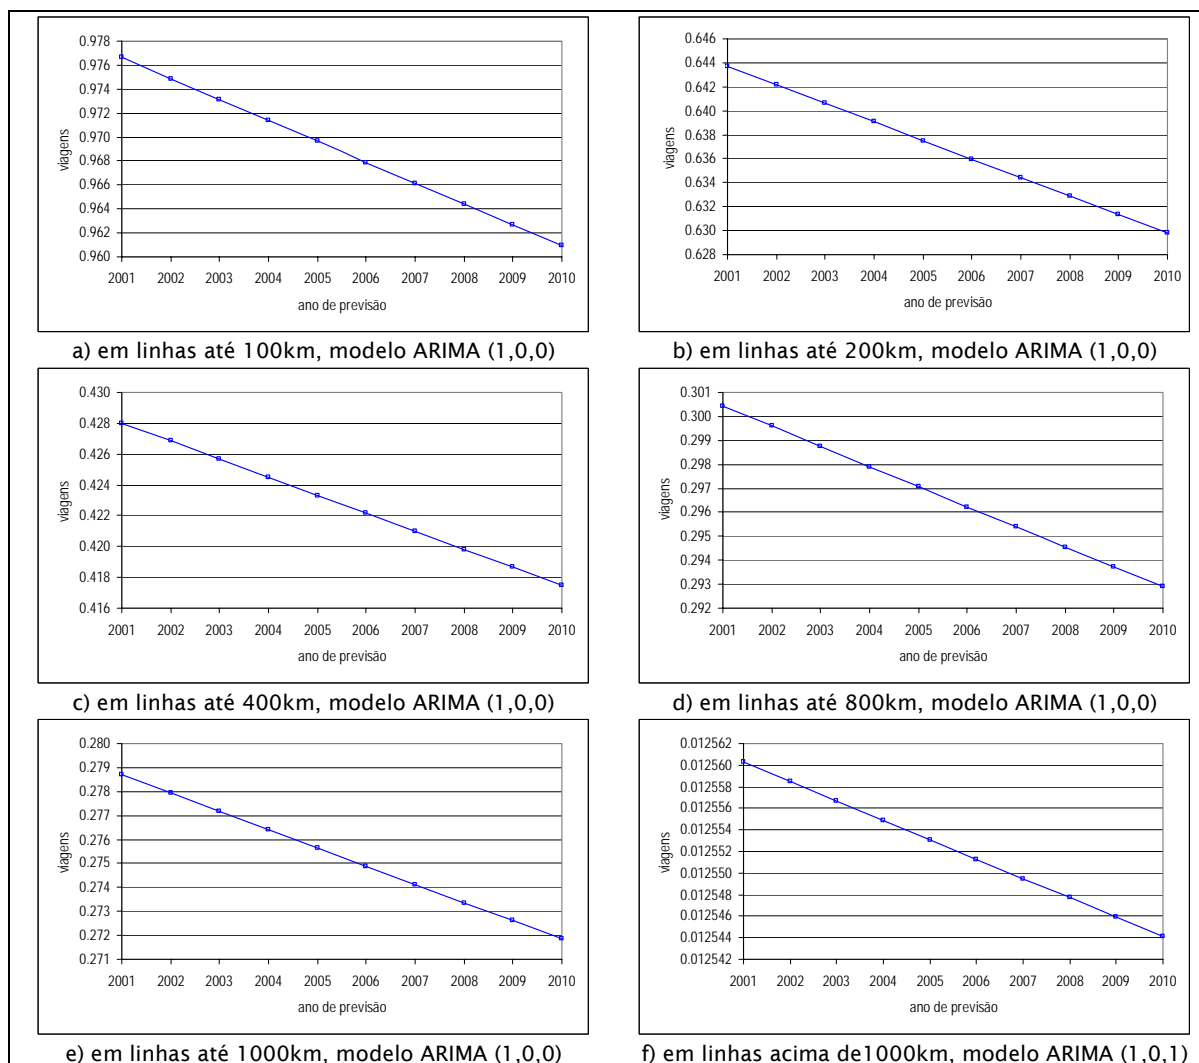 0.978
0.976
0.974
0.972
0.970
0.968
0.966
0.964
0.962
0.960
viagens
2001 2002 2003 2004 2005 2006 2007 2008 2009 2010
ano de previsão
a) em linhas até 100km, modelo ARIMA (1,0,0)
0.646
0.644
0.642
0.640
0.638
0.636
0.634
0.632
0.630
0.628
viagens
2001 2002 2003 2004 2005 2006 2007 2008 2009 2010
ano de previsão
b) em linhas até 200km, modelo ARIMA (1,0,0)
0.430
0.428
0.426
0.424
0.422
0.420
0.418
0.416
viagens
2001 2002 2003 2004 2005 2006 2007 2008 2009 2010
ano de previsão
c) em linhas até 400km, modelo ARIMA (1,0,0)
0.301
0.300
0.299
0.298
0.297
0.296
0.295
0.294
0.293
0.292
viagens
2001 2002 2003 2004 2005 2006 2007 2008 2009 2010
ano de previsão
d) em linhas até 800km, modelo ARIMA (1,0,0)
0.280
0.279
0.278
0.277
0.276
0.275
0.274
0.273
0.272
0.271
viagens
2001 2002 2003 2004 2005 2006 2007 2008 2009 2010
ano de previsão
e) em linhas até 1000km, modelo ARIMA (1,0,0)
0.012562
0.012560
0.012558
0.012556
0.012554
0.012552
0.012550
0.012548
0.012546
0.012544
0.012542
viagens
2001 2002 2003 2004 2005 2006 2007 2008 2009 2010
ano de previsão
f) em linhas acima de1000km, modelo ARIMA (1,0,1)